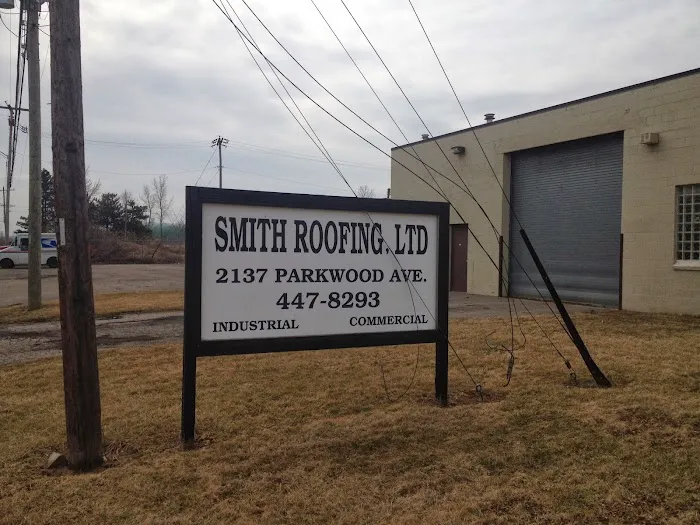 SMITH ROOFING, LTD
2137 PARKWOOD AVE.
447-8293
INDUSTRIAL COMMERCIAL